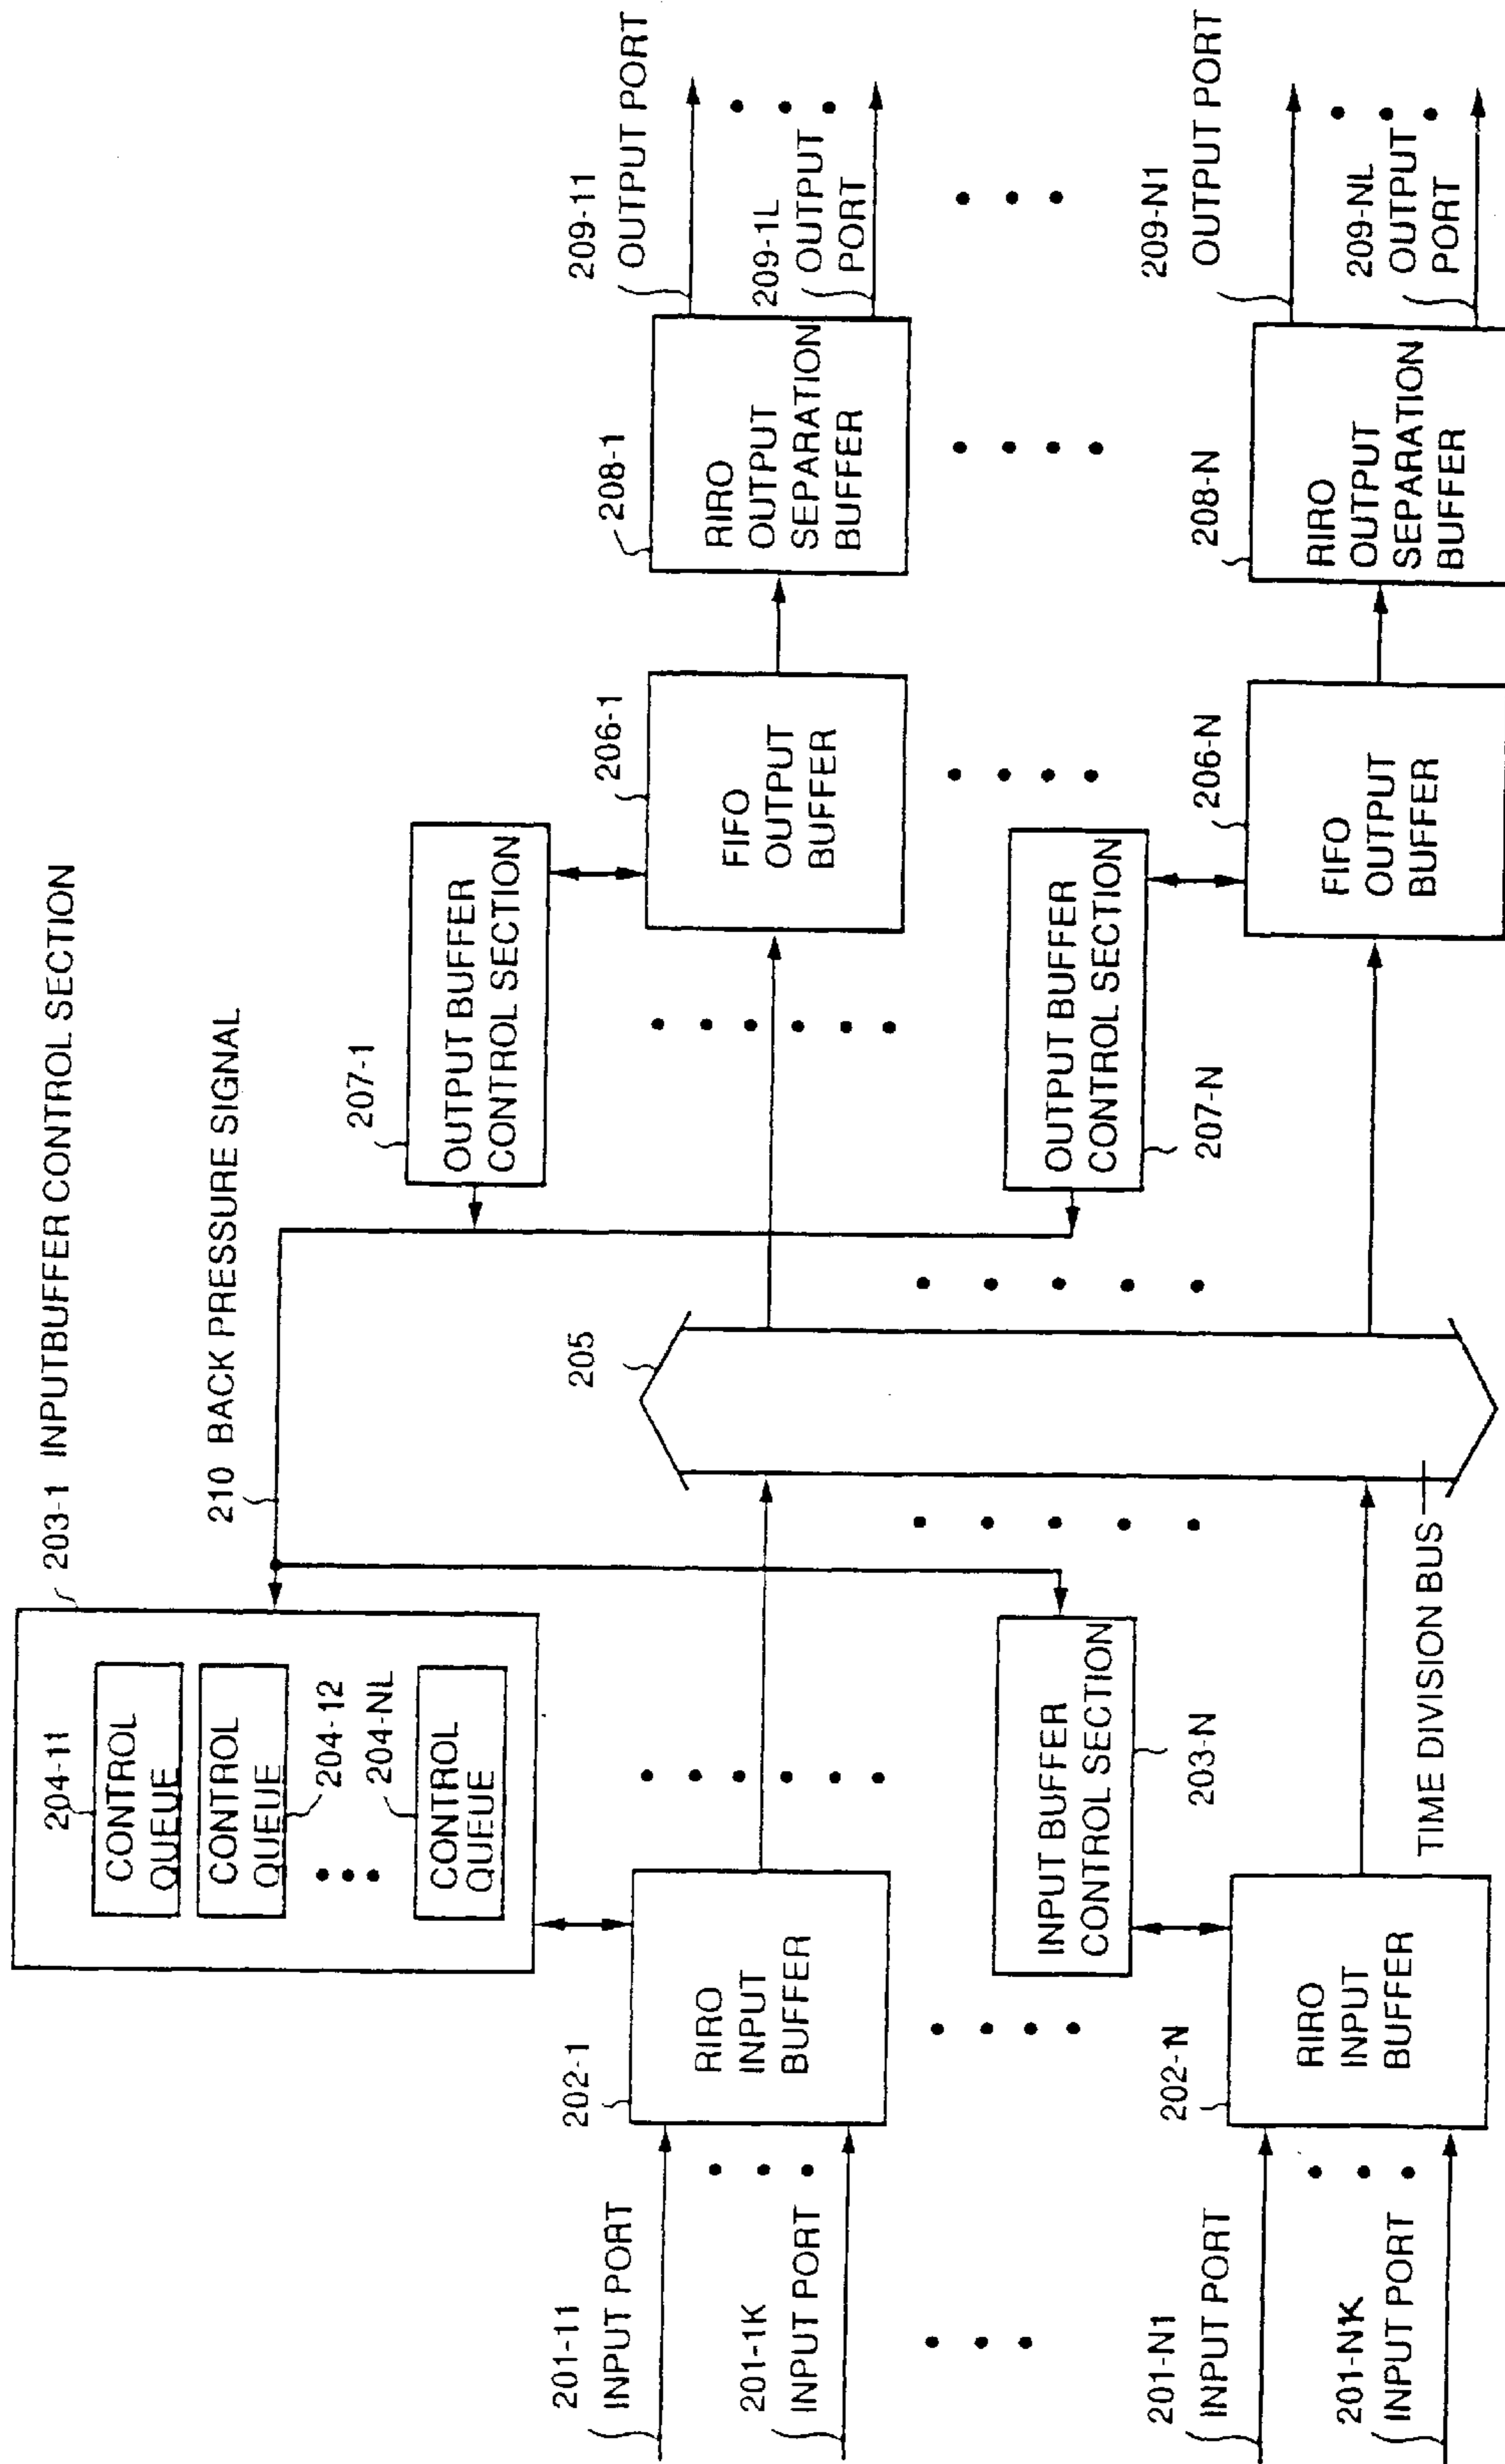 203-1 INPUTBUFFER CONTROL SECTION
204-11
CONTROL
QUEUE
CONTROL
QUEUE
204-12
204-NL
CONTROL
QUEUE
210 BACK PRESSURE SIGNAL
207-1
OUTPUT BUFFER
CONTROL SECTION
201-11
INPUT PORT
201-1K
INPUT PORT
202-1
RIRO
INPUT
BUFFER
205
206-1
FIFO
OUTPUT
BUFFER
208-1
RIRO
OUTPUT
SEPARATION
BUFFER
209-11
OUTPUT PORT
209-1L
OUTPUT
PORT
INPUT BUFFER
CONTROL SECTION
203-N
OUTPUT BUFFER
CONTROL SECTION
207-N
201-N1
INPUT PORT
201-NK
INPUT PORT
202-N
RIRO
INPUT
BUFFER
TIME DIVISION BUS
206-N
FIFO
OUTPUT
BUFFER
208-N
RIRO
OUTPUT
SEPARATION
BUFFER
209-N1
OUTPUT PORT
209-NL
OUTPUT
PORT